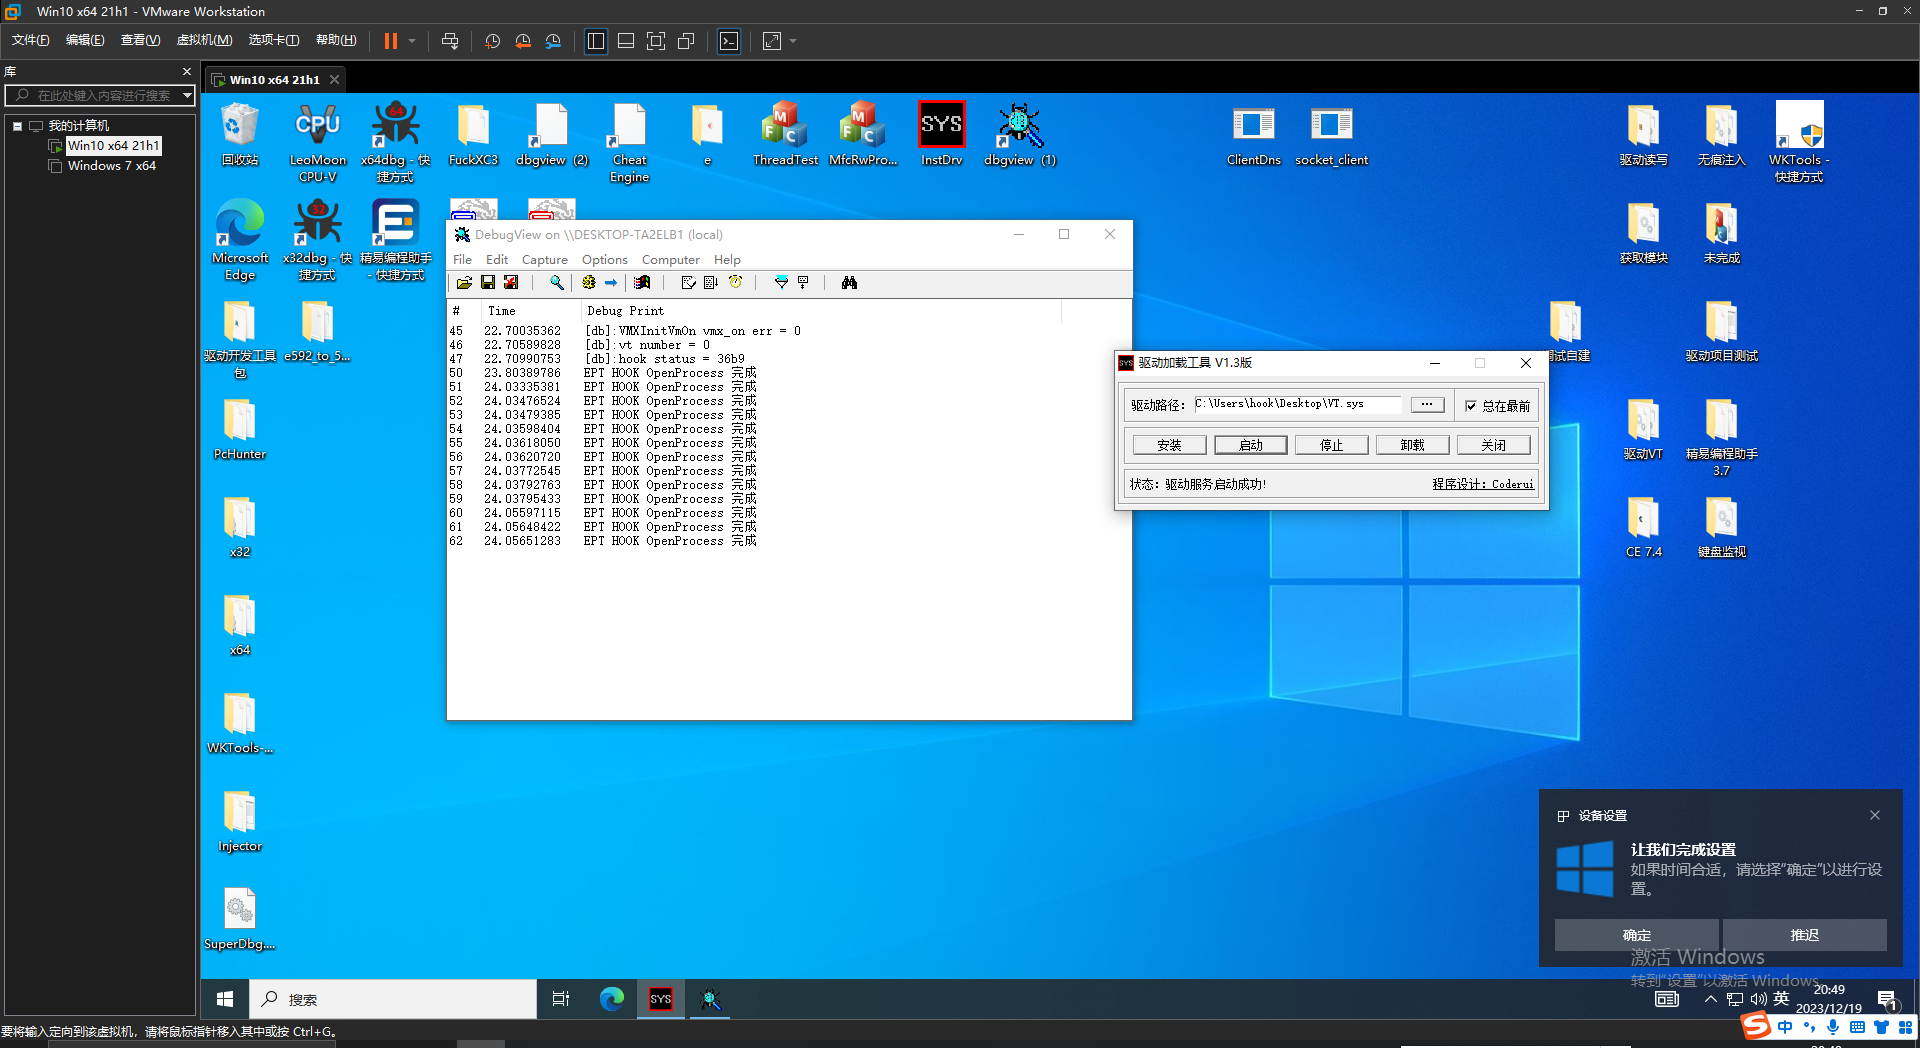 Win10 x64 21h1 - VMware Workstation
文件(F) 编辑(E) 查看(V) 虚拟机(M) 选项卡(T) 帮助(H)
库
在此处键入内容进行搜索
我的计算机
Win10 x64 21h1
Windows 7 x64
Win10 x64 21h1
回收站
LeoMoon CPU-V
x64dbg - 快捷方式
FuckXC3
dbgview (2)
Cheat Engine
e
ThreadTest
MfcRwPro...
SYS
InstDrv
dbgview (1)
ClientDns
socket_client
驱动读写
无痕注入
WKTools - 快捷方式
Microsoft Edge
x32dbg - 快捷方式
精易编程助手 - 快捷方式
获取模块
未完成
驱动开发工具包
e592_to_5...
驱动项目测试
PcHunter
驱动VT
精易编程助手3.7
x32
CE 7.4
键盘监视
x64
WKTools-...
Injector
SuperDbg....
DebugView on \\DESKTOP-TA2ELB1 (local)
File Edit Capture Options Computer Help
# Time Debug Print
45 22.70035362 [db]:VMXInitVmOn vmx_on err = 0
46 22.70589828 [db]:vt number = 0
47 22.70990753 [db]:hook status = 36b9
50 23.80389786 EPT HOOK OpenProcess 完成
51 24.03335381 EPT HOOK OpenProcess 完成
52 24.03476524 EPT HOOK OpenProcess 完成
53 24.03479385 EPT HOOK OpenProcess 完成
54 24.03598404 EPT HOOK OpenProcess 完成
55 24.03618050 EPT HOOK OpenProcess 完成
56 24.03620720 EPT HOOK OpenProcess 完成
57 24.03772545 EPT HOOK OpenProcess 完成
58 24.03792763 EPT HOOK OpenProcess 完成
59 24.03795433 EPT HOOK OpenProcess 完成
60 24.05597115 EPT HOOK OpenProcess 完成
61 24.05648422 EPT HOOK OpenProcess 完成
62 24.05651283 EPT HOOK OpenProcess 完成
驱动加载工具 V1.3版
驱动路径: C:\Users\hook\Desktop\VT.sys ... 总在最前
安装 启动 停止 卸载 关闭
状态: 驱动服务启动成功! 程序设计: Coderui
设备设置
让我们完成设置
如果时间合适，请选择“确定”以进行设置。
确定 推迟
激活 Windows
转到“设置”以激活 Windows。
搜索
SYS
英
20:49
2023/12/19
1
中
要将输入定向到该虚拟机，请将鼠标指针移入其中或按 Ctrl+G。